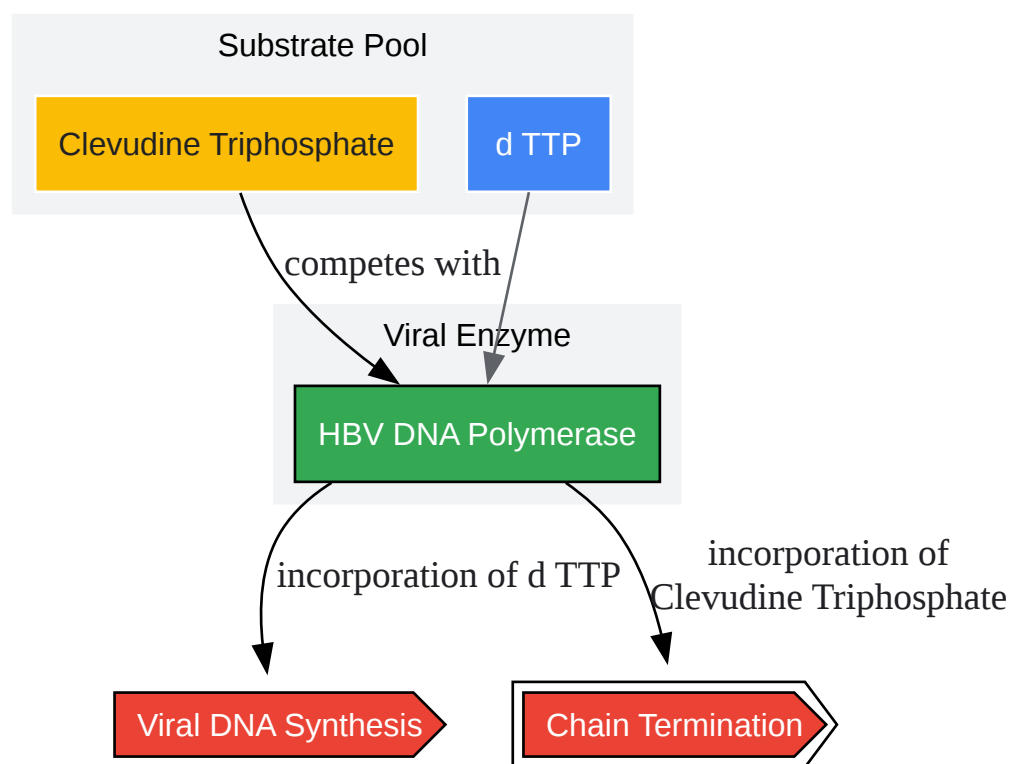 Substrate Pool
Clevudine Triphosphate
d TTP
competes with
Viral Enzyme
HBV DNA Polymerase
incorporation of d TTP
incorporation of
Clevudine Triphosphate
Viral DNA Synthesis
Chain Termination